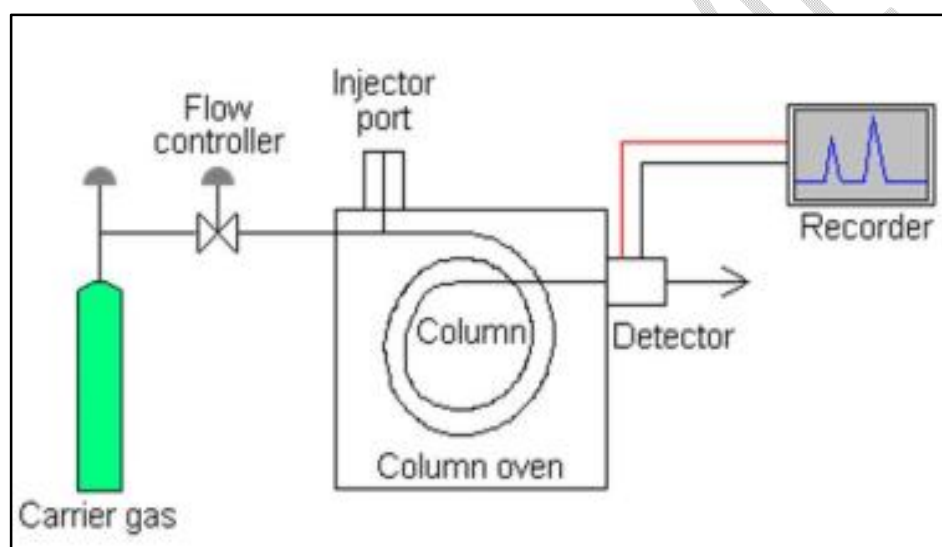 Injector
port
Flow
controller
Recorder
Column
Detector
Column oven
Carrier gas